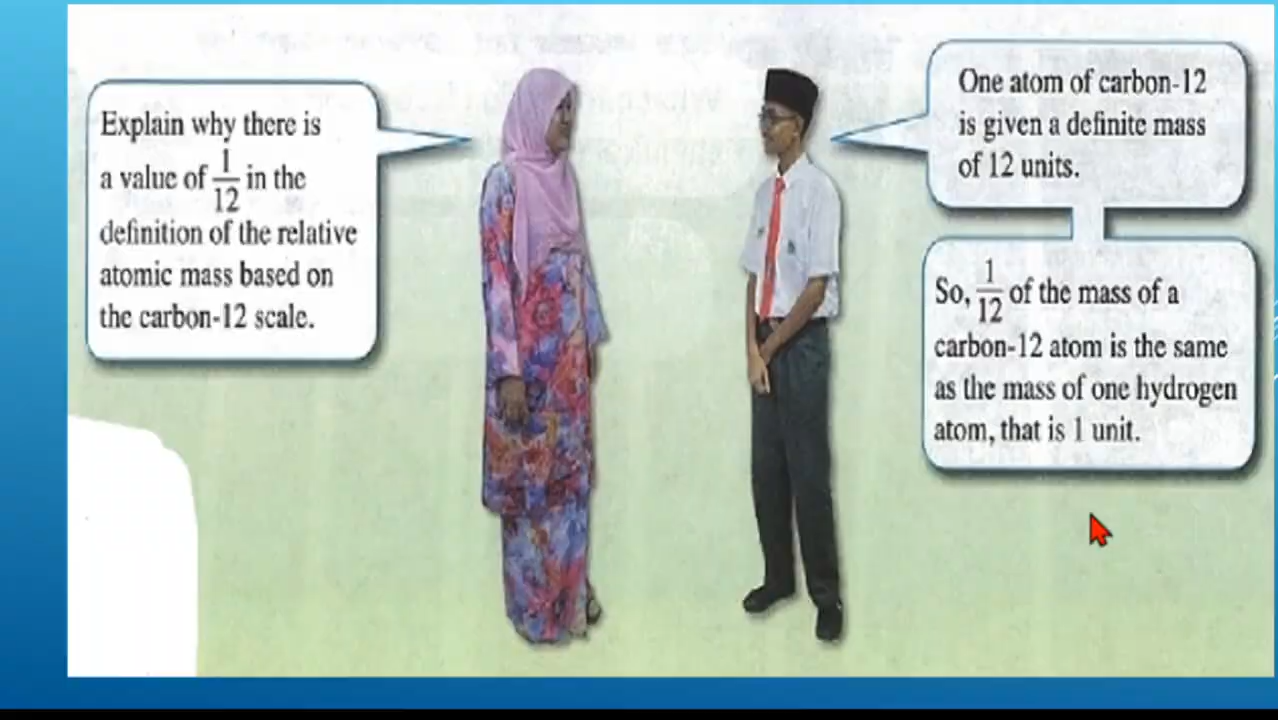 Explain why there is
a value of 1/12 in the
definition of the relative
atomic mass based on
the carbon-12 scale.
One atom of carbon-12
is given a definite mass
of 12 units.
So, 1/12 of the mass of a
carbon-12 atom is the same
as the mass of one hydrogen
atom, that is 1 unit.